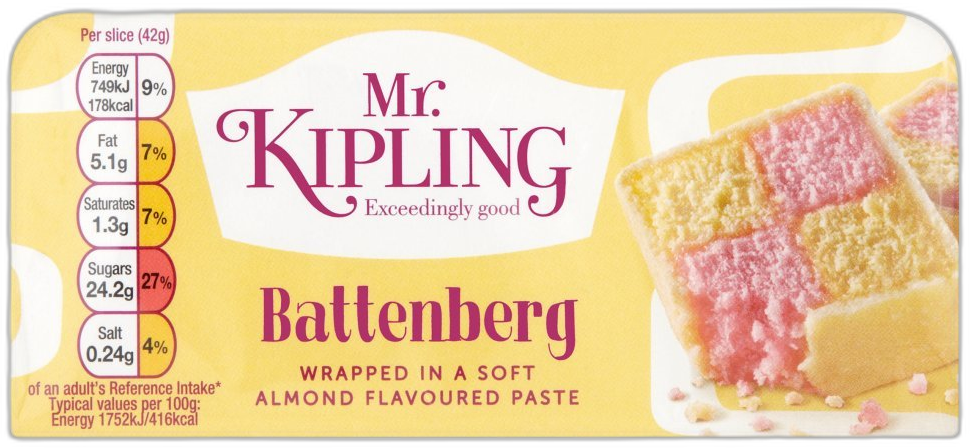 Per slice (42g)
Energy
749kJ
178kcal
9%
Fat
5.1g
7%
Saturates
1.3g
7%
Sugars
24.2g
27%
Salt
0.24g
4%
of an adult's Reference Intake*
Typical values per 100g:
Energy 1752kJ/416kcal
Mr.
KIPLING
Exceedingly good
Battenberg
WRAPPED IN A SOFT
ALMOND FLAVOURED PASTE